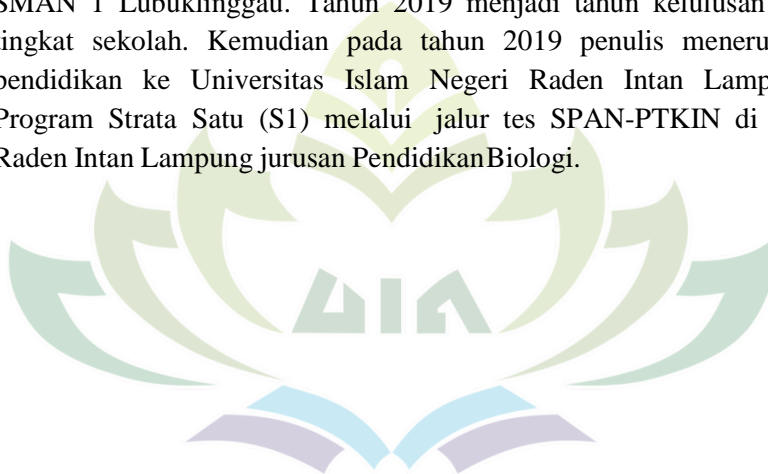 SMAN 1 Lubuklinggau. Tahun 2019 menjadi tahun kelulusan
tingkat sekolah. Kemudian pada tahun 2019 penulis meneru
pendidikan ke Universitas Islam Negeri Raden Intan Lamp
Program Strata Satu (S1) melalui jalur tes SPAN-PTKIN di
Raden Intan Lampung jurusan PendidikanBiologi.
UIN